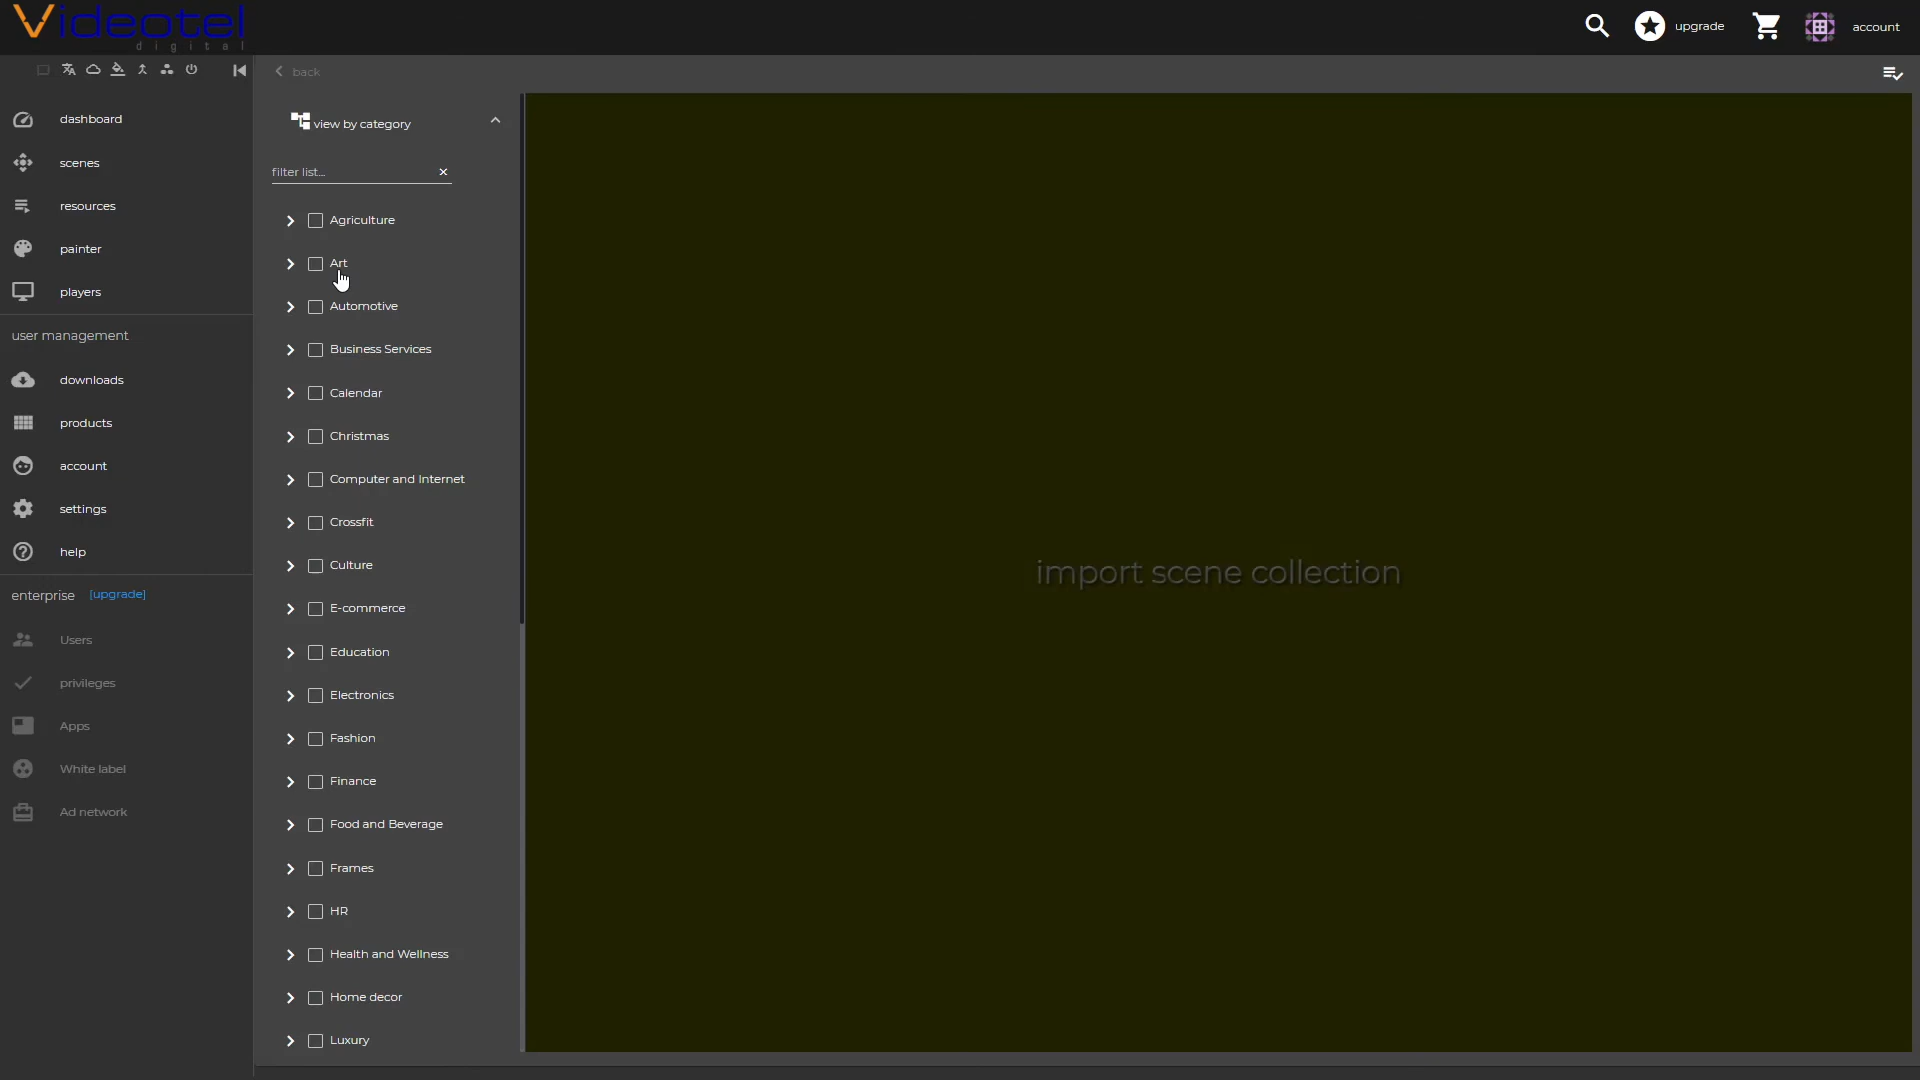 Videotel
digital
upgrade
account
back
dashboard
scenes
resources
painter
players
user management
downloads
products
account
settings
help
enterprise [upgrade]
Users
privileges
Apps
White label
Ad network
view by category
filter list...
Agriculture
Art
Automotive
Business Services
Calendar
Christmas
Computer and Internet
Crossfit
Culture
E-commerce
Education
Electronics
Fashion
Finance
Food and Beverage
Frames
HR
Health and Wellness
Home decor
Luxury
import scene collection